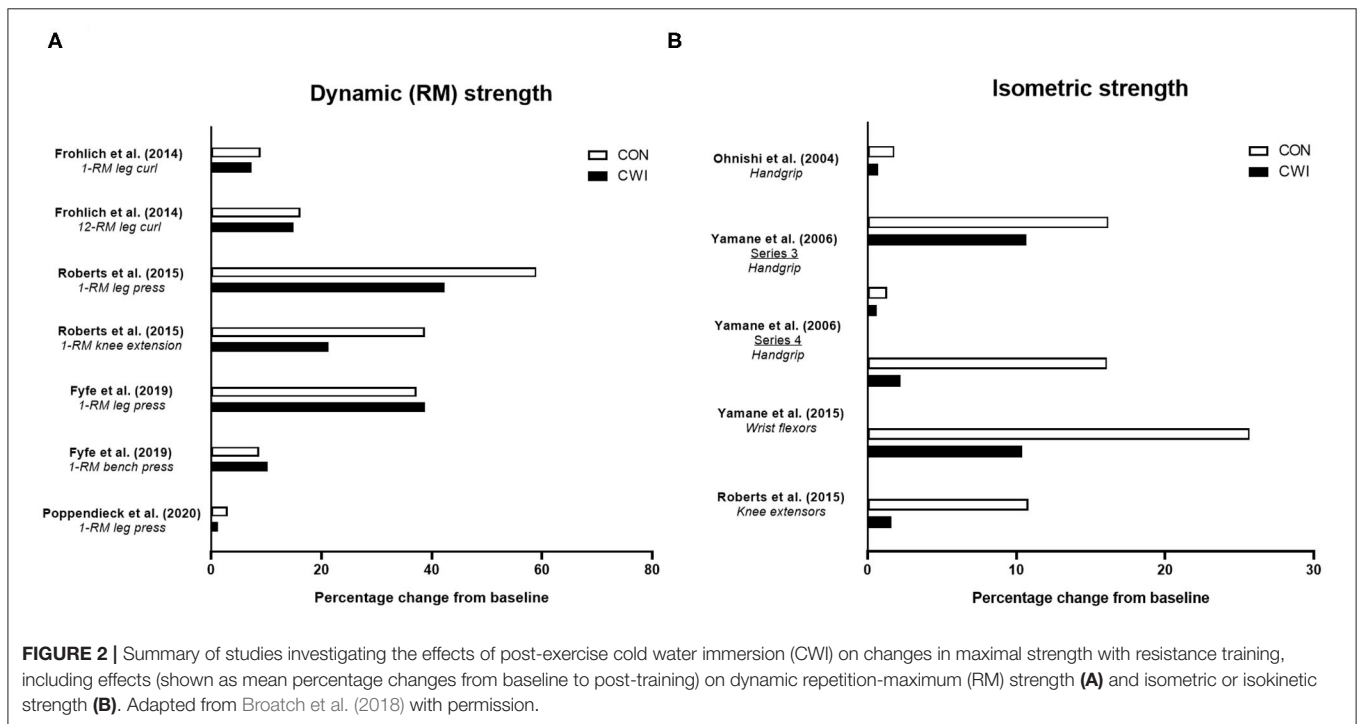 A
Dynamic (RM) strength
CON
CWI
Frohlich et al. (2014)
1-RM leg curl
Frohlich et al. (2014)
12-RM leg curl
Roberts et al. (2015)
1-RM leg press
Roberts et al. (2015)
1-RM knee extension
Fyfe et al. (2019)
1-RM leg press
Fyfe et al. (2019)
1-RM bench press
Poppendieck et al. (2020)
1-RM leg press
0 20 40 60 80
Percentage change from baseline
B
Isometric strength
CON
CWI
Ohnishi et al. (2004)
Handgrip
Yamane et al. (2006)
Series 3
Handgrip
Yamane et al. (2006)
Series 4
Handgrip
Yamane et al. (2015)
Wrist flexors
Roberts et al. (2015)
Knee extensors
0 10 20 30
Percentage change from baseline
FIGURE 2 | Summary of studies investigating the effects of post-exercise cold water immersion (CWI) on changes in maximal strength with resistance training,
including effects (shown as mean percentage changes from baseline to post-training) on dynamic repetition-maximum (RM) strength (A) and isometric or isokinetic
strength (B). Adapted from Broatch et al. (2018) with permission.